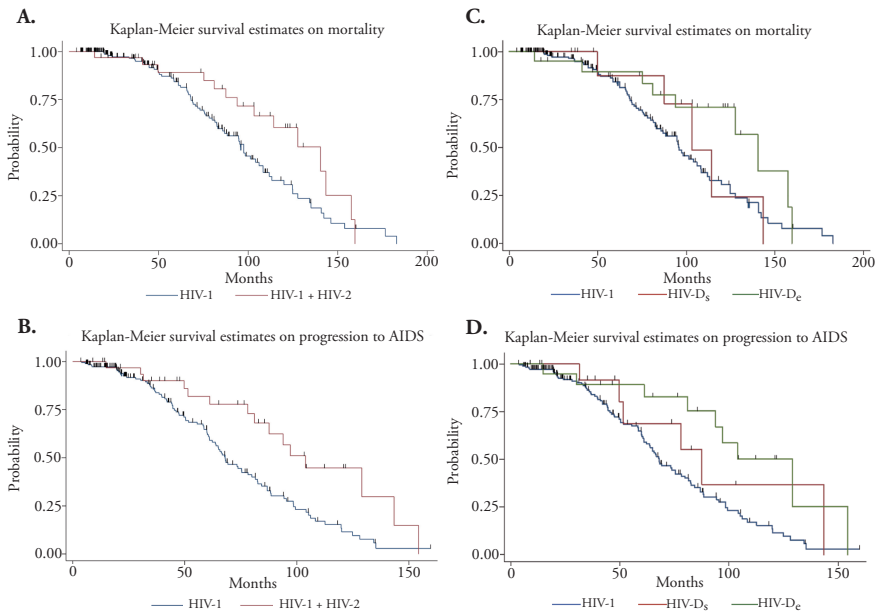 A.
Kaplan-Meier survival estimates on mortality
1.00
0.75
0.50
0.25
0.00
Probability
0 50 100 150 200
Months
HIV-1 HIV-1 + HIV-2
B.
Kaplan-Meier survival estimates on progression to AIDS
1.00
0.75
0.50
0.25
0.00
Probability
0 50 100 150
Months
HIV-1 HIV-1 + HIV-2
C.
Kaplan-Meier survival estimates on mortality
1.00
0.75
0.50
0.25
0.00
Probability
0 50 100 150 200
Months
HIV-1 HIV-Ds HIV-De
D.
Kaplan-Meier survival estimates on progression to AIDS
1.00
0.75
0.50
0.25
0.00
Probability
0 50 100 150
Months
HIV-1 HIV-Ds HIV-De